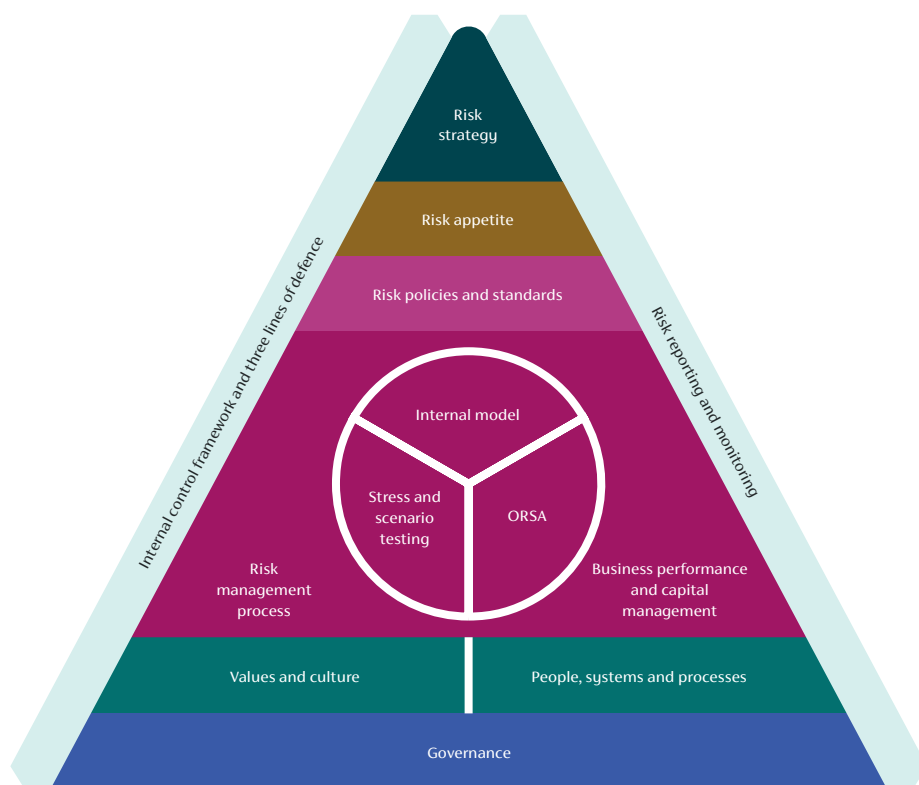 Risk
strategy
Risk appetite
Risk policies and standards
Internal control framework and three lines of defence
Risk reporting and monitoring
Internal model
Stress and
scenario
testing
ORSA
Risk
management
process
Business performance
and capital
management
Values and culture
People, systems and processes
Governance